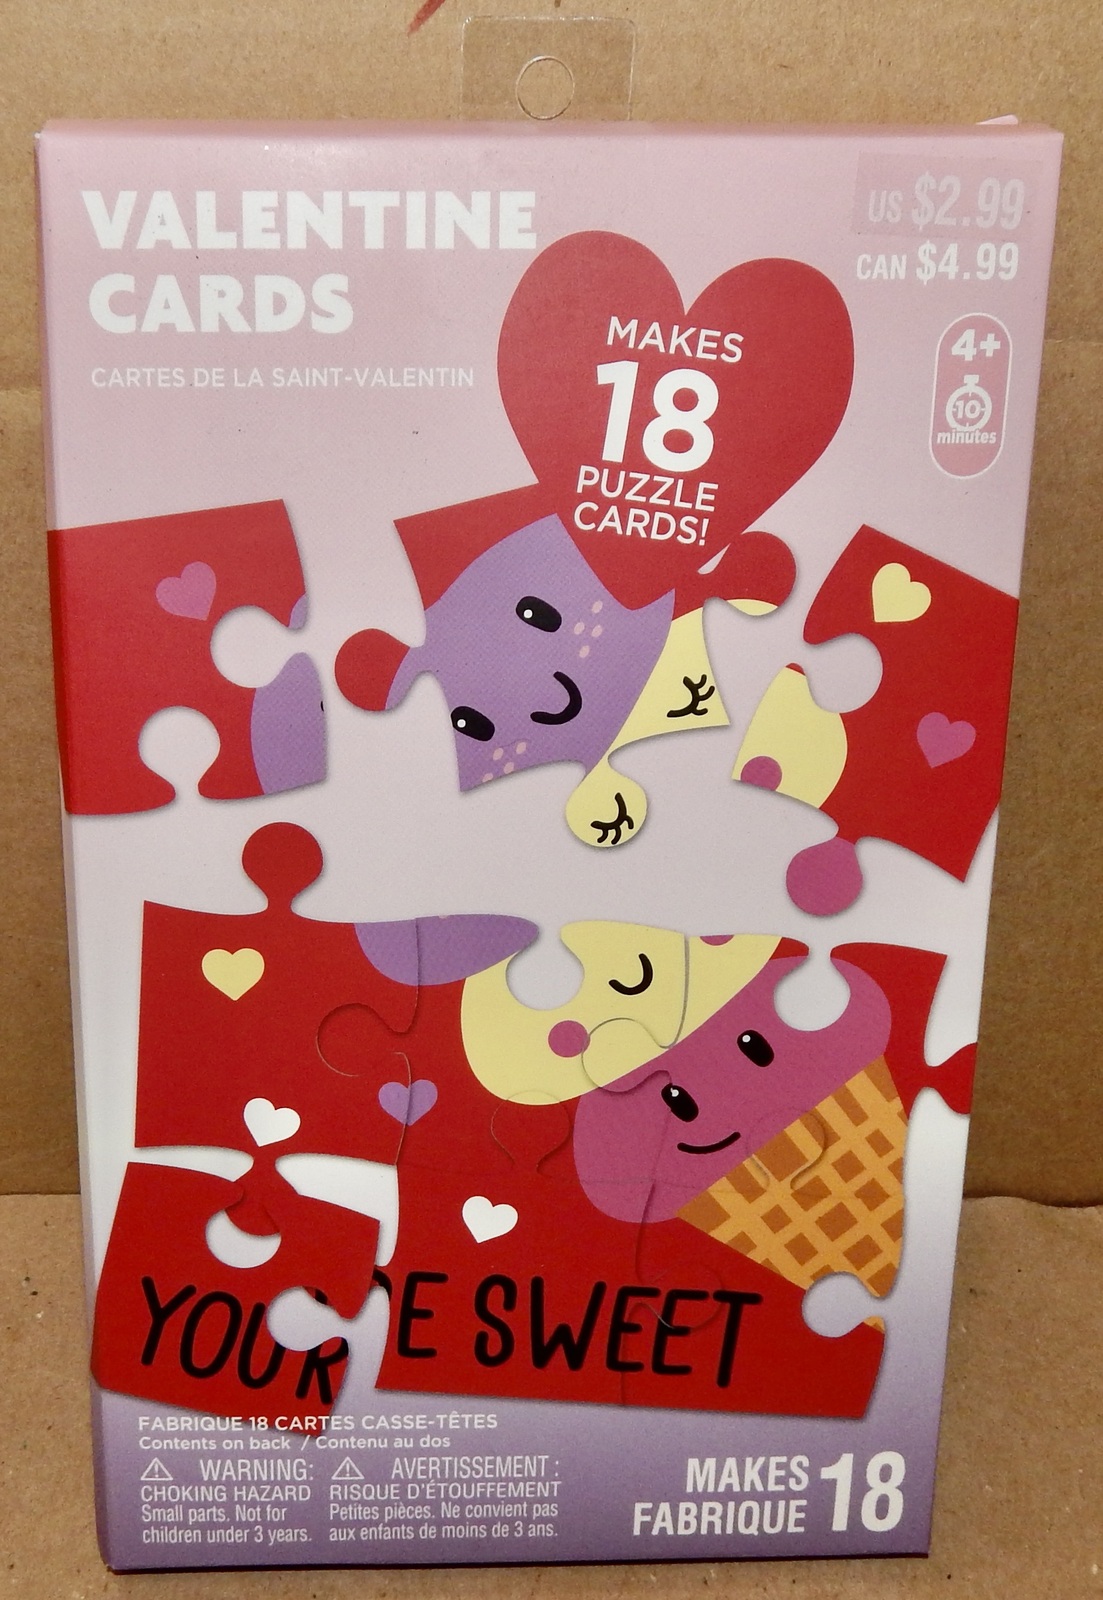 VALENTINE
CARDS
CARTES DE LA SAINT-VALENTIN
US $2.99
CAN $4.99
4+
10
minutes
MAKES
18
PUZZLE
CARDS!
YOU'RE SWEET
FABRIQUE 18 CARTES CASSE-TÊTES
Contents on back / Contenu au dos
WARNING:
CHOKING HAZARD
Small parts. Not for
children under 3 years.
AVERTISSEMENT :
RISQUE D'ÉTOUFFEMENT
Petites pièces. Ne convient pas
aux enfants de moins de 3 ans.
MAKES
FABRIQUE 18